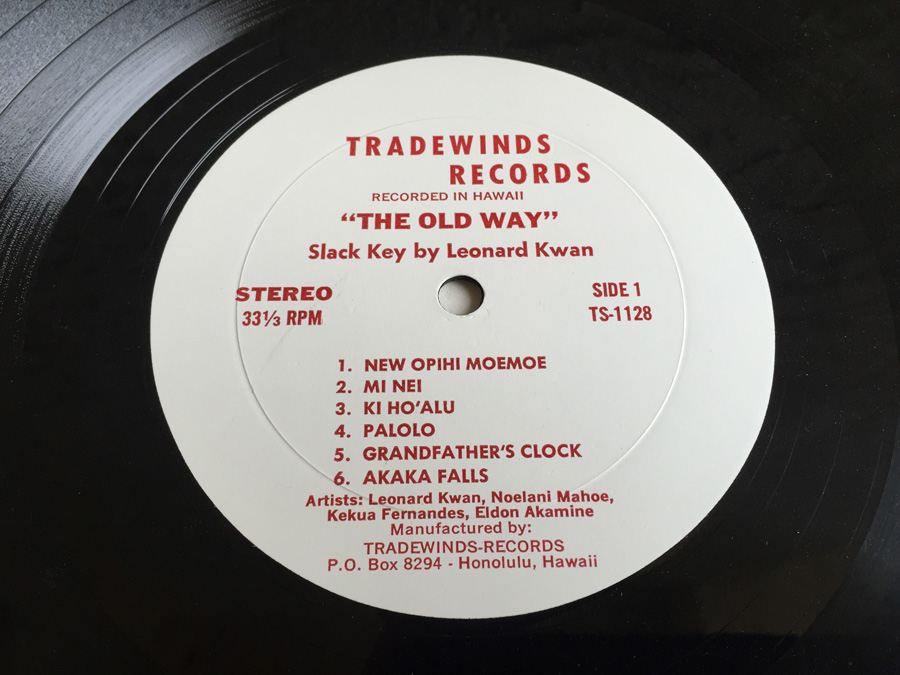 TRADEWINDS
RECORDS
RECORDED IN HAWAII
“THE OLD WAY”
Slack Key by Leonard Kwan
STEREO
33⅓ RPM
SIDE 1
TS-1128
1. NEW OPIHI MOEMOE
2. MI NEI
3. KI HO'ALU
4. PALOLO
5. GRANDFATHER'S CLOCK
6. AKAKA FALLS
Artists: Leonard Kwan, Noelani Mahoe,
Kekua Fernandes, Eldon Akamine
Manufactured by:
TRADEWINDS-RECORDS
P.O. Box 8294 - Honolulu, Hawaii